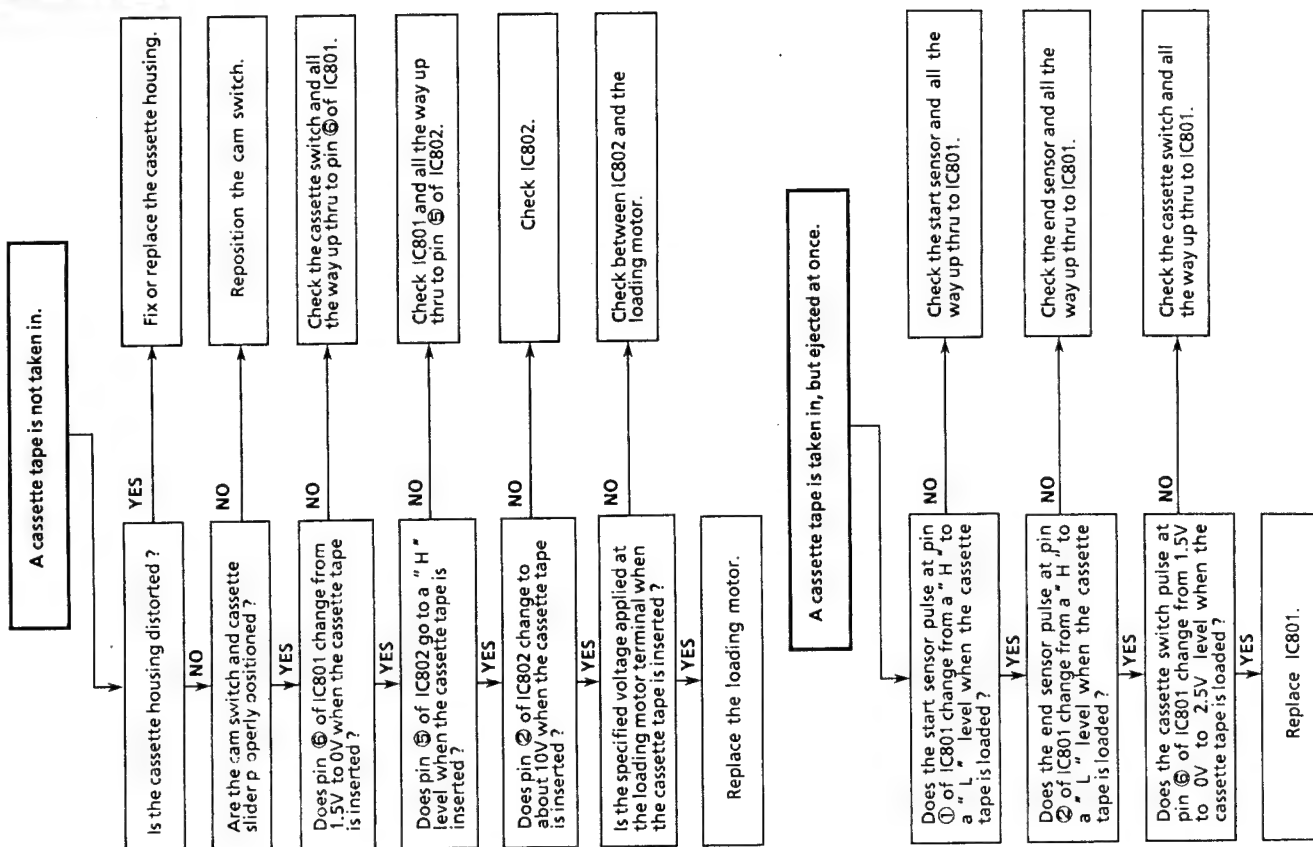 A cassette tape is not taken in.
Is the cassette housing distorted ?
YES
Fix or replace the cassette housing.
NO
Are the cam switch and cassette
slider properly positioned ?
NO
Reposition the cam switch.
YES
Does pin ⑥ of IC801 change from
1.5V to 0V when the cassette tape
is inserted ?
NO
Check the cassette switch and all
the way up thru to pin ⑥ of IC801.
YES
Does pin ⑤ of IC802 go to a "H"
level when the cassette tape is
inserted ?
NO
Check IC801 and all the way up
thru to pin ⑤ of IC802.
YES
Does pin ② of IC802 change to
about 10V when the cassette tape
is inserted ?
NO
Check IC802.
YES
Is the specified voltage applied at
the loading motor terminal when
the cassette tape is inserted ?
NO
Check between IC802 and the
loading motor.
YES
Replace the loading motor.
A cassette tape is taken in, but ejected at once.
Does the start sensor pulse at pin
① of IC801 change from a "H" to
a "L" level when the cassette
tape is loaded ?
NO
Check the start sensor and all the
way up thru to IC801.
YES
Does the end sensor pulse at pin
② of IC801 change from a "H" to
a "L" level when the cassette
tape is loaded ?
NO
Check the end sensor and all the
way up thru to IC801.
YES
Does the cassette switch pulse at
pin ⑥ of IC801 change from 1.5V
to 0V to 2.5V level when the
cassette tape is loaded ?
NO
Check the cassette switch and all
the way up thru to IC801.
YES
Replace IC801.